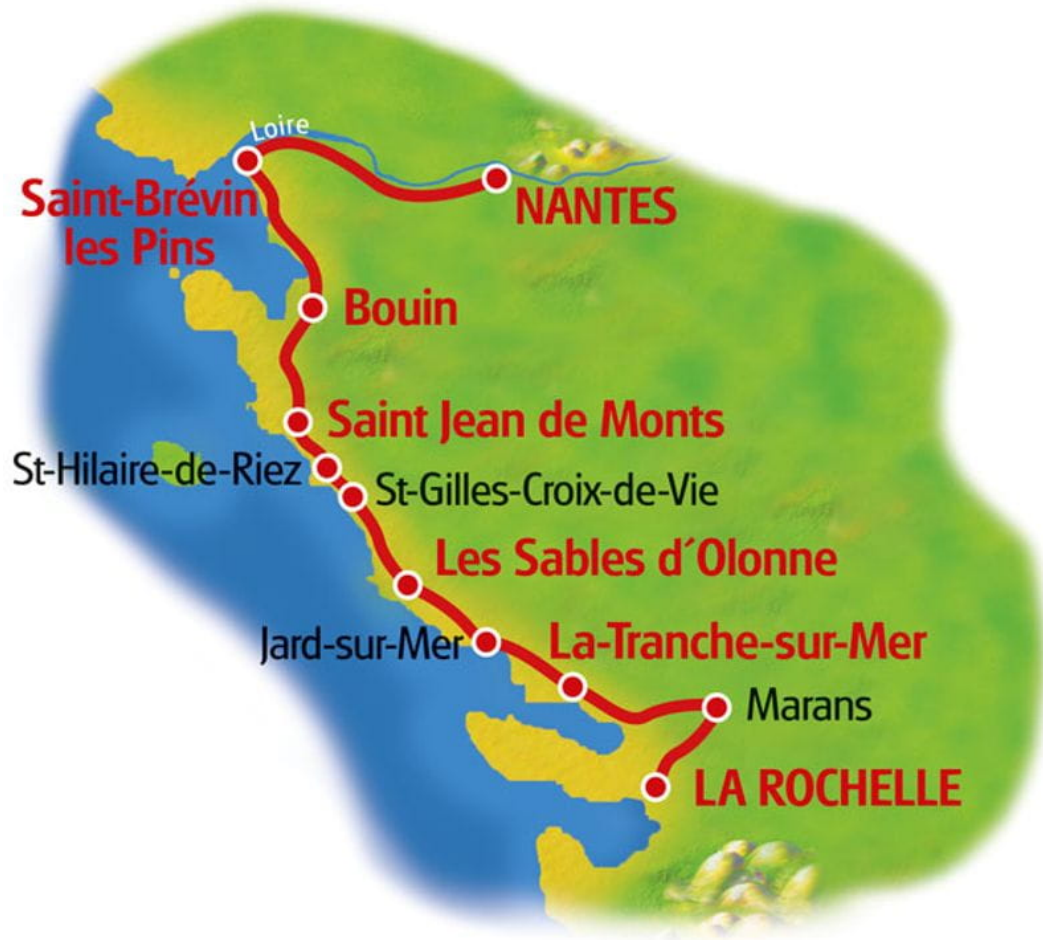 Loire
Saint-Brévin
les Pins
NANTES
Bouin
Saint Jean de Monts
St-Hilaire-de-Riez
St-Gilles-Croix-de-Vie
Les Sables d´Olonne
Jard-sur-Mer
La-Tranche-sur-Mer
Marans
LA ROCHELLE